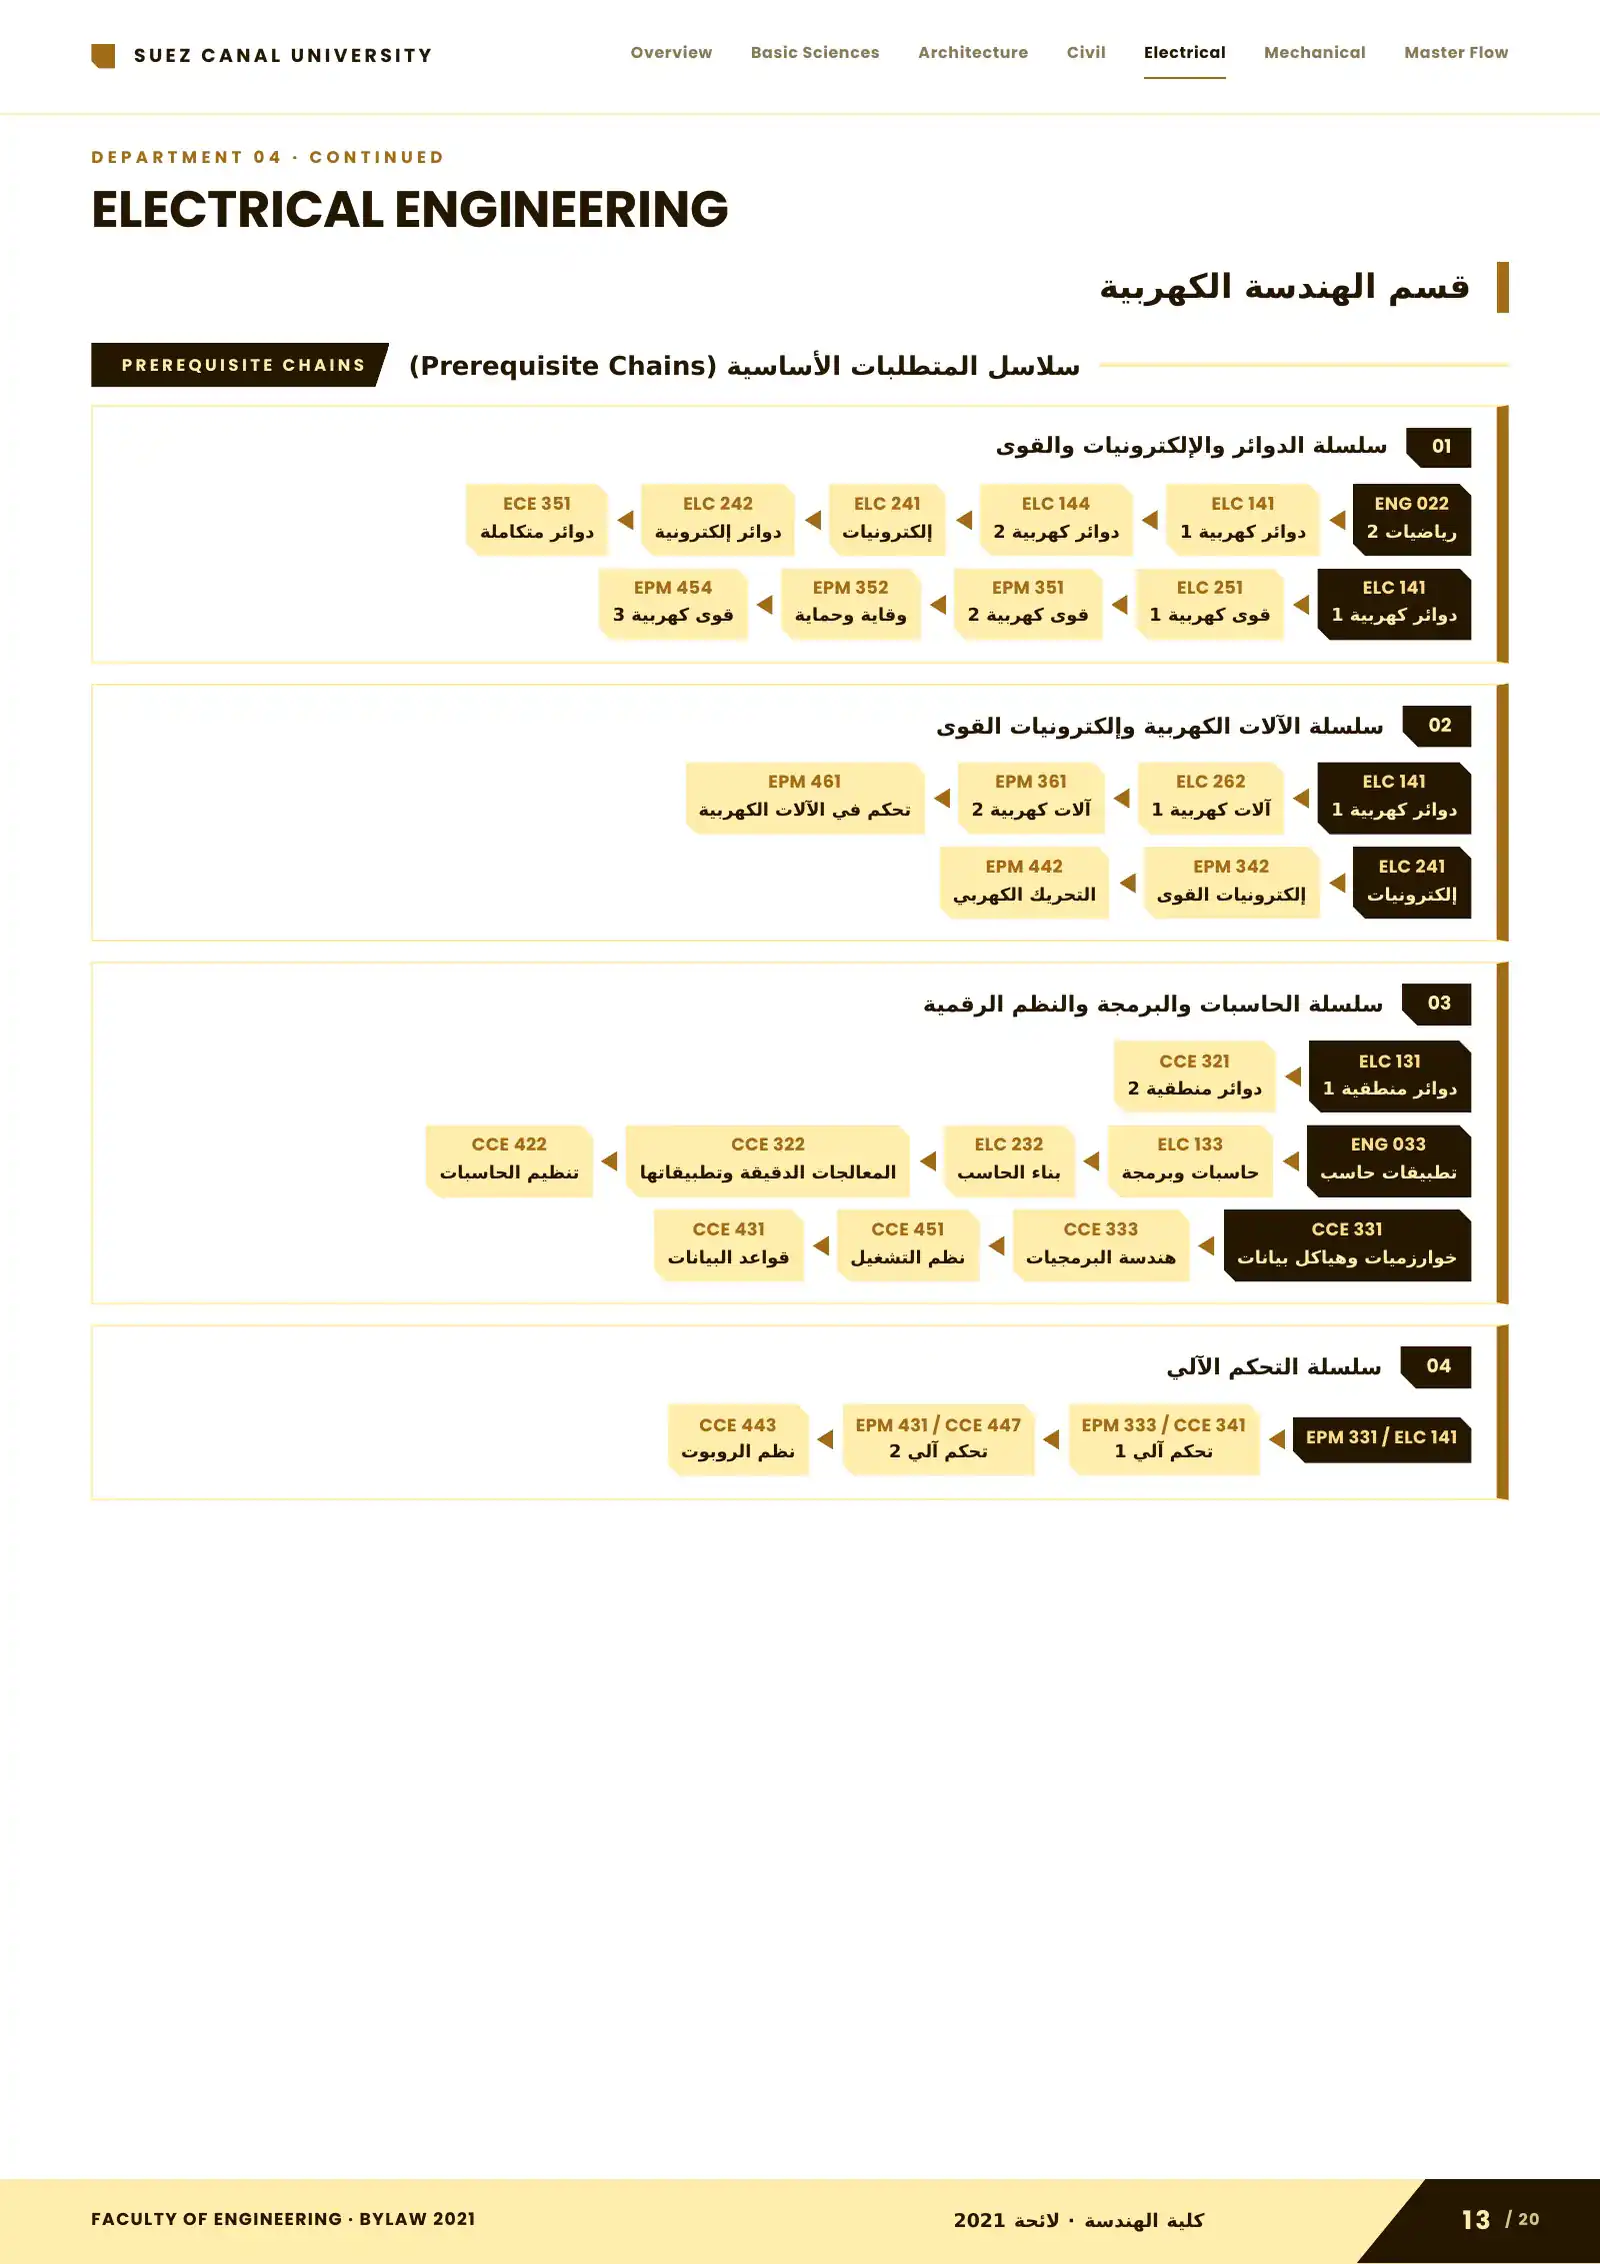 SUEZ CANAL UNIVERSITY
Overview Basic Sciences Architecture Civil Electrical Mechanical Master Flow
DEPARTMENT 04 · CONTINUED
ELECTRICAL ENGINEERING
قسم الهندسة الكهربية
PREREQUISITE CHAINS
سلاسل المتطلبات الأساسية (Prerequisite Chains)
01 سلسلة الدوائر والإلكترونيات والقوى
ENG 022
رياضيات 2
ELC 141
دوائر كهربية 1
ELC 144
دوائر كهربية 2
ELC 241
إلكترونيات
ELC 242
دوائر إلكترونية
ECE 351
دوائر متكاملة
ELC 141
دوائر كهربية 1
ELC 251
قوى كهربية 1
EPM 351
قوى كهربية 2
EPM 352
وقاية وحماية
EPM 454
قوى كهربية 3
02 سلسلة الآلات الكهربية وإلكترونيات القوى
ELC 141
دوائر كهربية 1
ELC 262
آلات كهربية 1
EPM 361
آلات كهربية 2
EPM 461
تحكم في الآلات الكهربية
ELC 241
إلكترونيات
EPM 342
إلكترونيات القوى
EPM 442
التحريك الكهربي
03 سلسلة الحاسبات والبرمجة والنظم الرقمية
ELC 131
دوائر منطقية 1
CCE 321
دوائر منطقية 2
ENG 033
تطبيقات حاسب
ELC 133
حاسبات وبرمجة
ELC 232
بناء الحاسب
CCE 322
المعالجات الدقيقة وتطبيقاتها
CCE 422
تنظيم الحاسبات
CCE 331
خوارزميات وهياكل بيانات
CCE 333
هندسة البرمجيات
CCE 451
نظم التشغيل
CCE 431
قواعد البيانات
04 سلسلة التحكم الآلي
EPM 331 / ELC 141
EPM 333 / CCE 341
تحكم آلي 1
EPM 431 / CCE 447
تحكم آلي 2
CCE 443
نظم الروبوت
FACULTY OF ENGINEERING · BYLAW 2021
كلية الهندسة · لائحة 2021
13 / 20